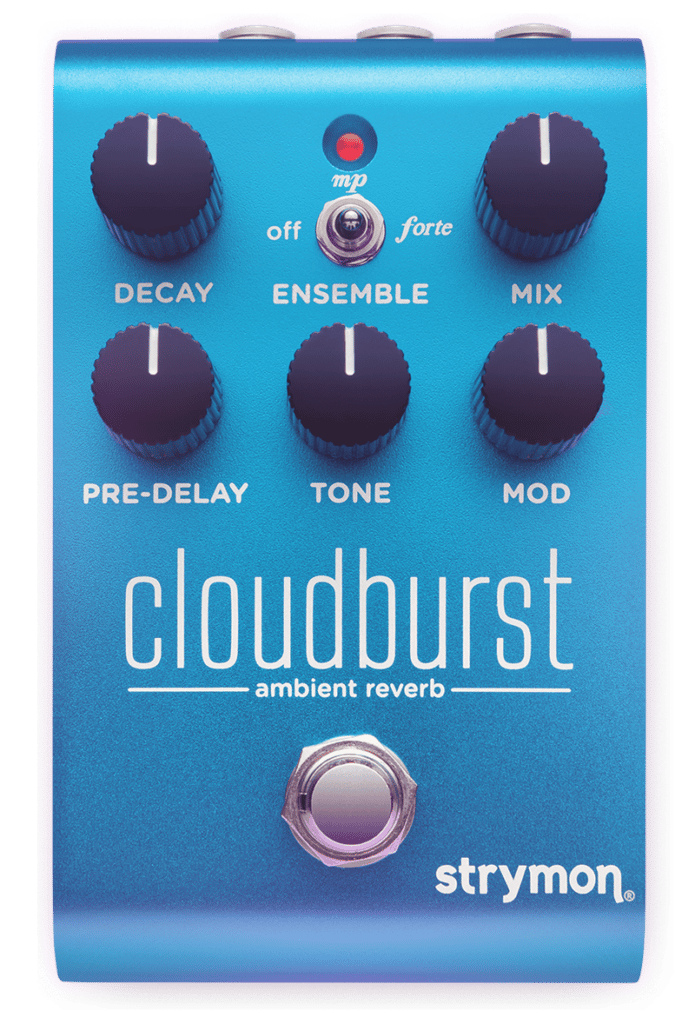 mp
off forte
DECAY ENSEMBLE MIX
PRE-DELAY TONE MOD
cloudburst
ambient reverb
strymon®